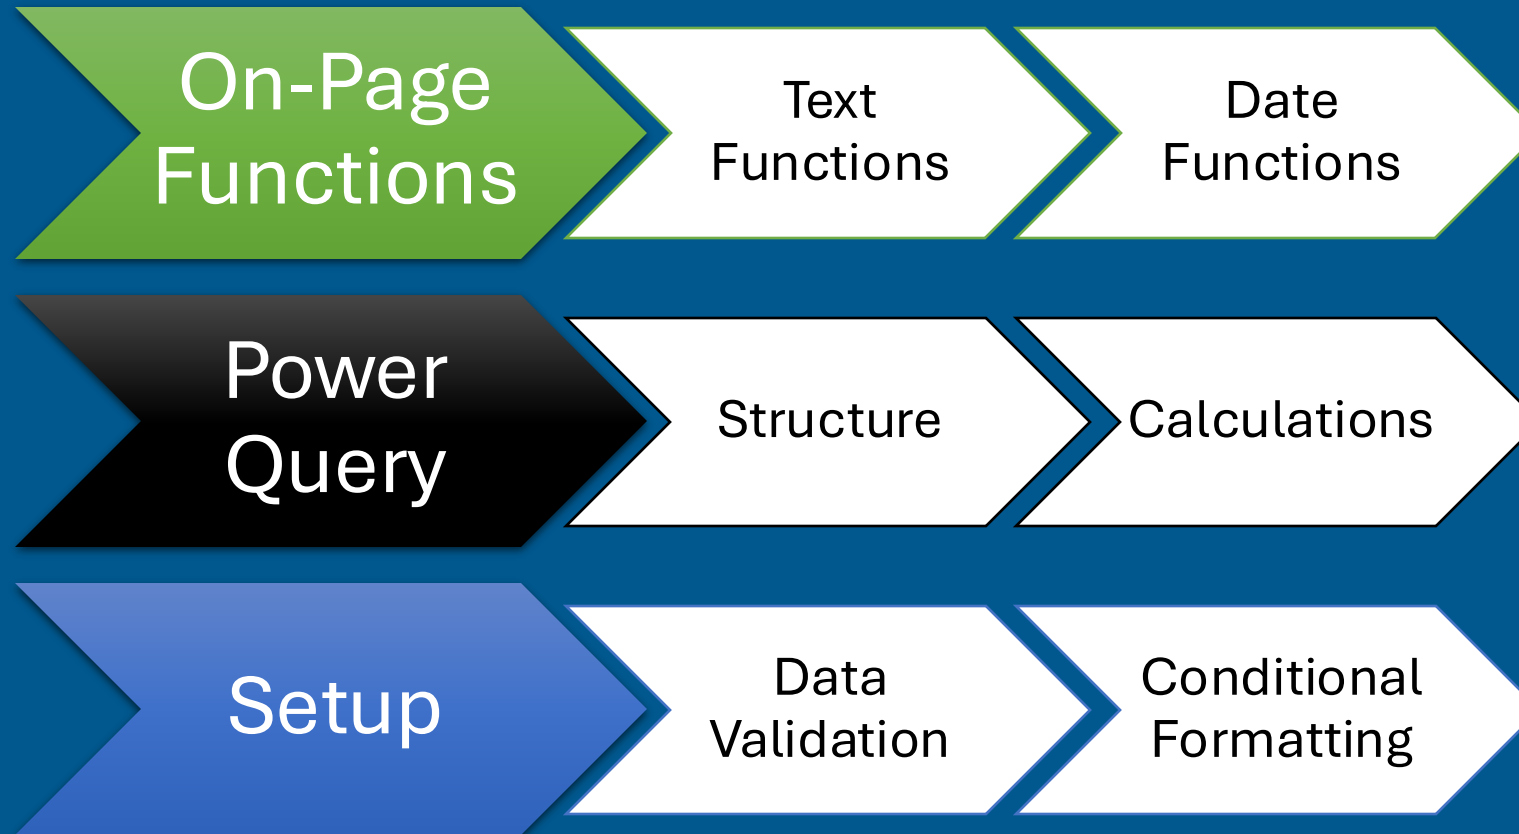 On-Page
Functions
Text
Functions
Date
Functions
Power
Query
Structure
Calculations
Setup
Data
Validation
Conditional
Formatting